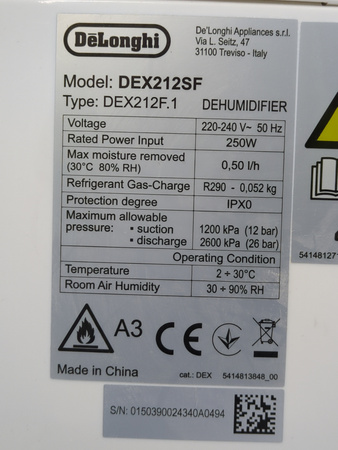 DeLonghi
De'Longhi Appliances s.r.l.
Via L. Seitz, 47
31100 Treviso - Italy
Model: DEX212SF
Type: DEX212F.1 DEHUMIDIFIER
Voltage 220-240 V~ 50 Hz
Rated Power Input 250W
Max moisture removed
(30°C 80% RH) 0,50 l/h
Refrigerant Gas-Charge R290 - 0,052 kg
Protection degree IPX0
Maximum allowable
pressure: • suction 1200 kPa (12 bar)
• discharge 2600 kPa (26 bar)
Operating Condition
Temperature 2 ÷ 30°C
Room Air Humidity 30 ÷ 90% RH
A3 CE
Made in China cat.: DEX 5414813848_00
S/N: 0150390024340A0494
54148127